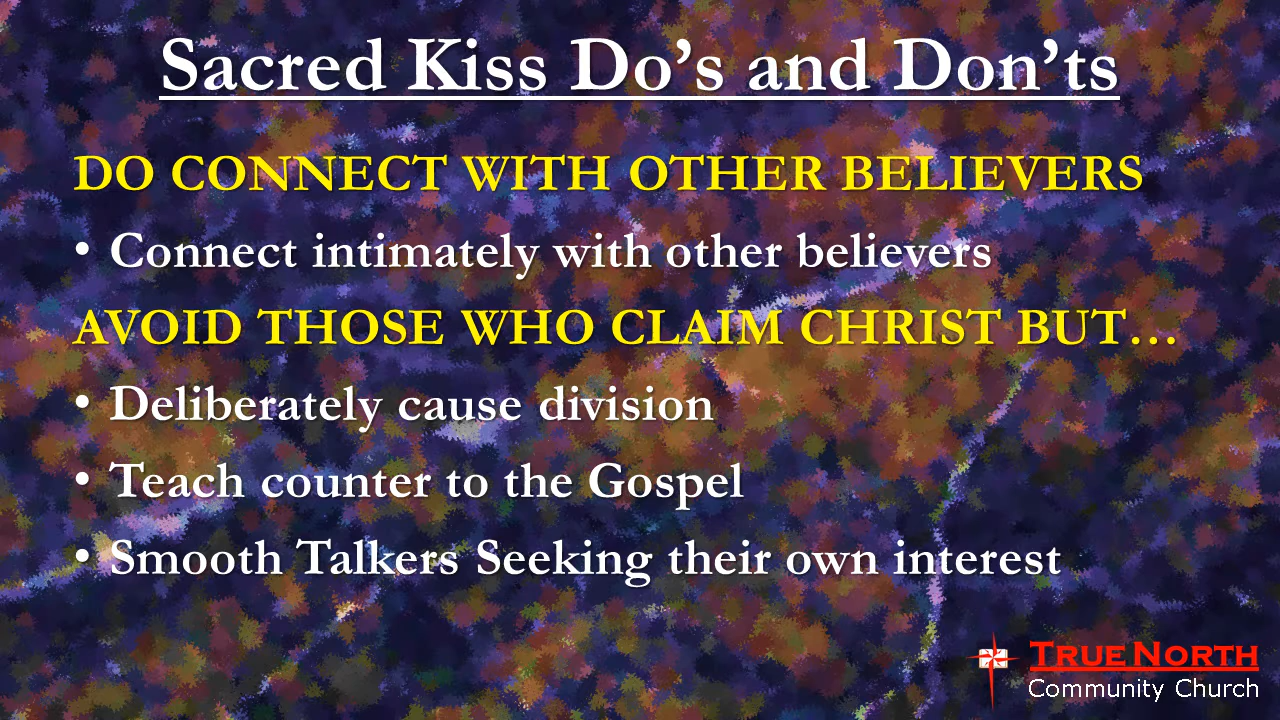 Sacred Kiss Do’s and Don’ts
DO CONNECT WITH OTHER BELIEVERS
• Connect intimately with other believers
AVOID THOSE WHO CLAIM CHRIST BUT…
• Deliberately cause division
• Teach counter to the Gospel
• Smooth Talkers Seeking their own interest
TRUE NORTH
Community Church